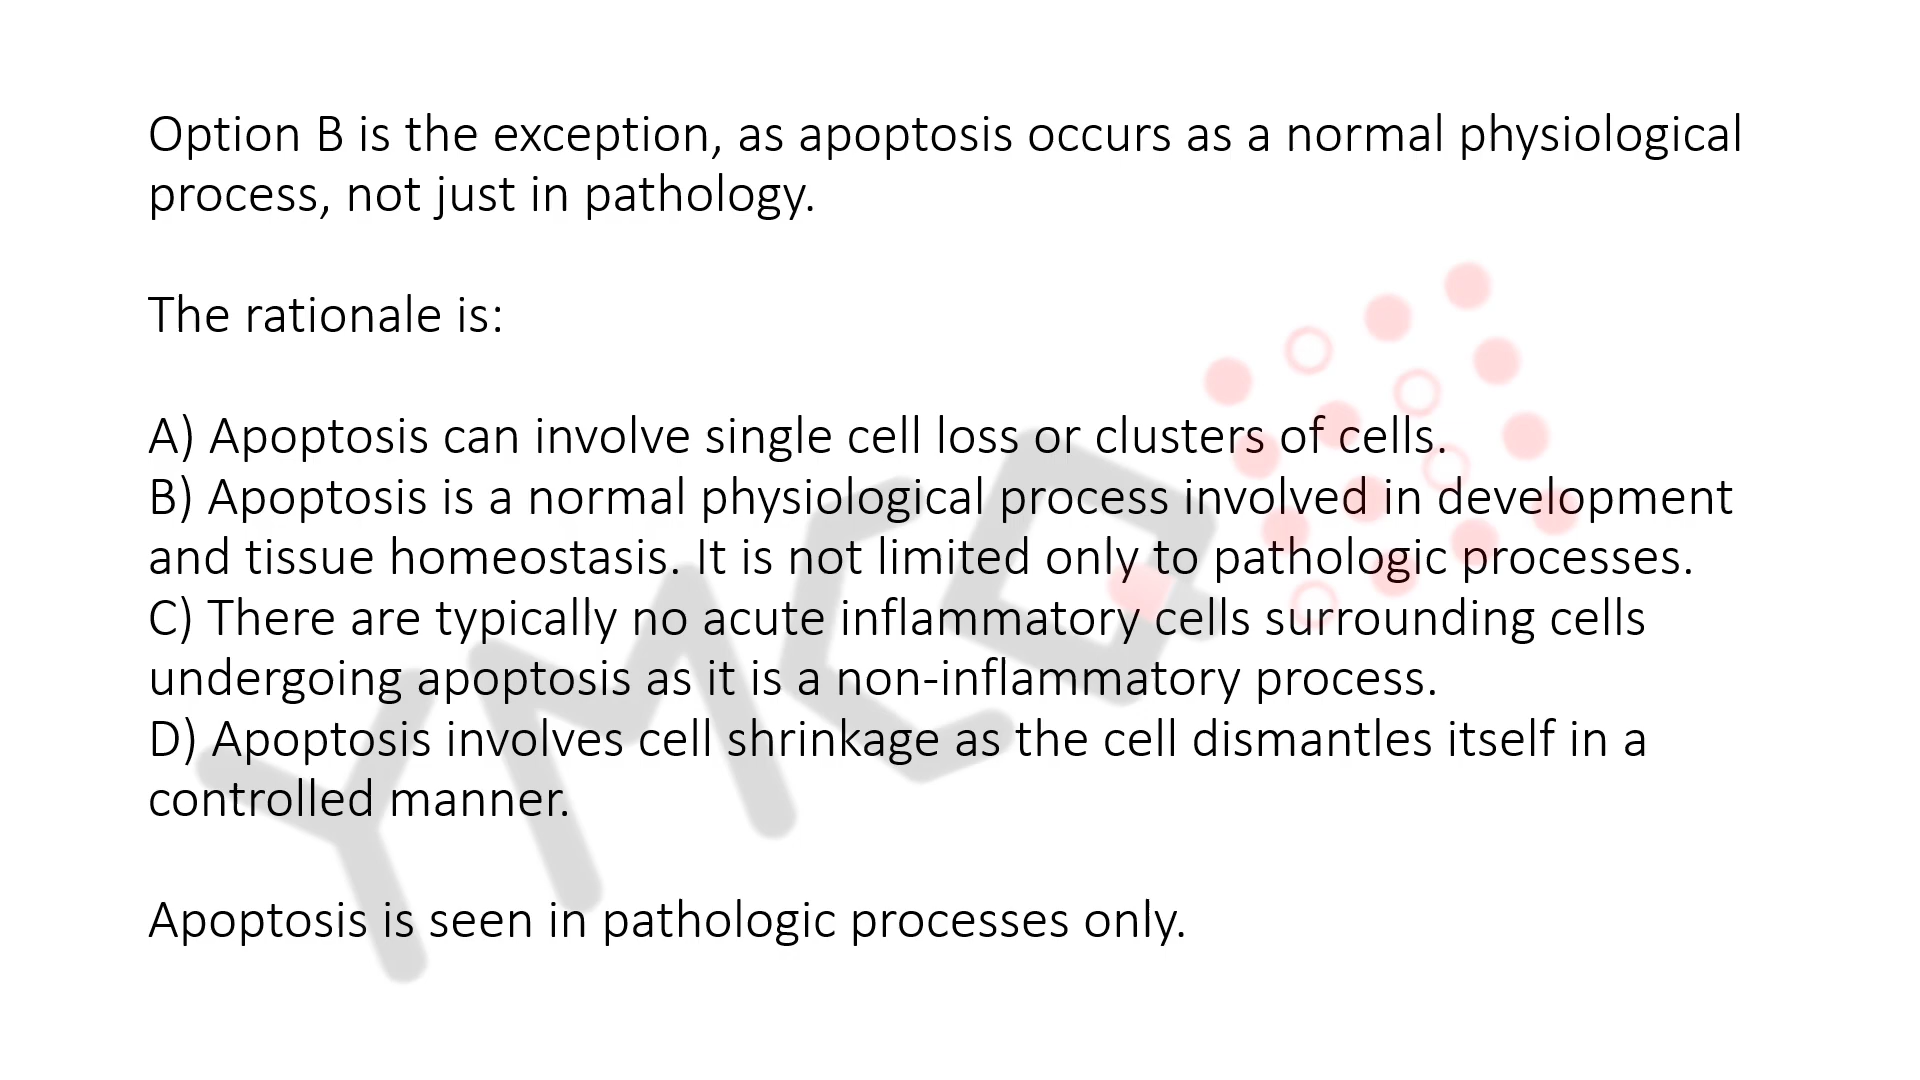 Option B is the exception, as apoptosis occurs as a normal physiological
process, not just in pathology.
The rationale is:
A) Apoptosis can involve single cell loss or clusters of cells.
B) Apoptosis is a normal physiological process involved in development
and tissue homeostasis. It is not limited only to pathologic processes.
C) There are typically no acute inflammatory cells surrounding cells
undergoing apoptosis as it is a non-inflammatory process.
D) Apoptosis involves cell shrinkage as the cell dismantles itself in a
controlled manner.
Apoptosis is seen in pathologic processes only.
YMCQ